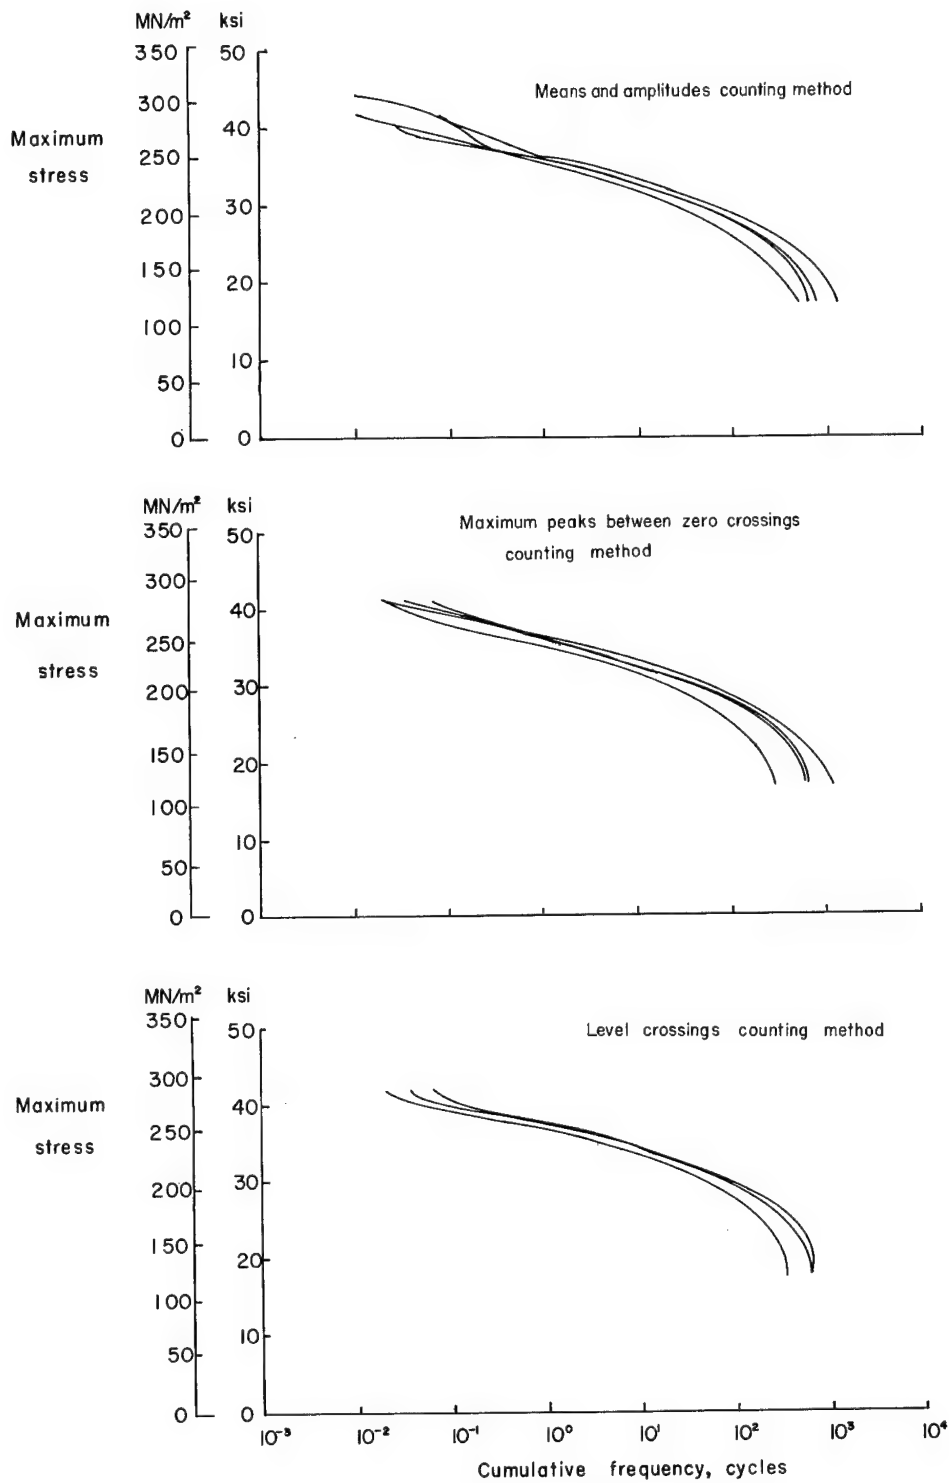 MN/m² ksi
350 50
Means and amplitudes counting method
300
40
Maximum
stress
250
30
200
150
20
100
10
50
0 0
MN/m² ksi
Maximum peaks between zero crossings
counting method
350 50
300
40
Maximum
250
stress
200 30
150
20
100
10
50
0 0
MN/m² ksi
350 50
Level crossings counting method
300
Maximum
40
250
stress
200 30
150
20
100
10
50
0 0
10⁻³ 10⁻² 10⁻¹ 10⁰ 10¹ 10² 10³ 10⁴
Cumulative frequency, cycles